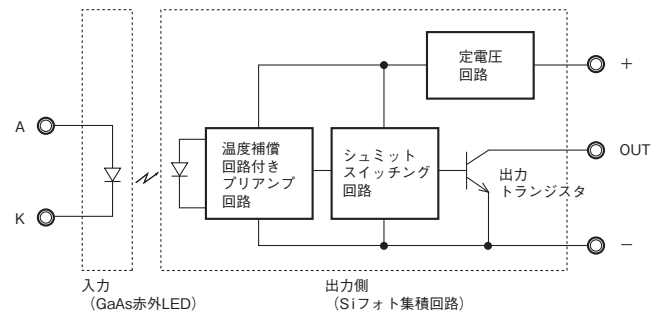 定電圧
回路
+
A
温度補償
回路付き
プリアンプ
回路
シュミット
スイッチング
回路
OUT
出力
トランジスタ
K
−
入力
（GaAs赤外LED）
出力側
（Siフォト集積回路）